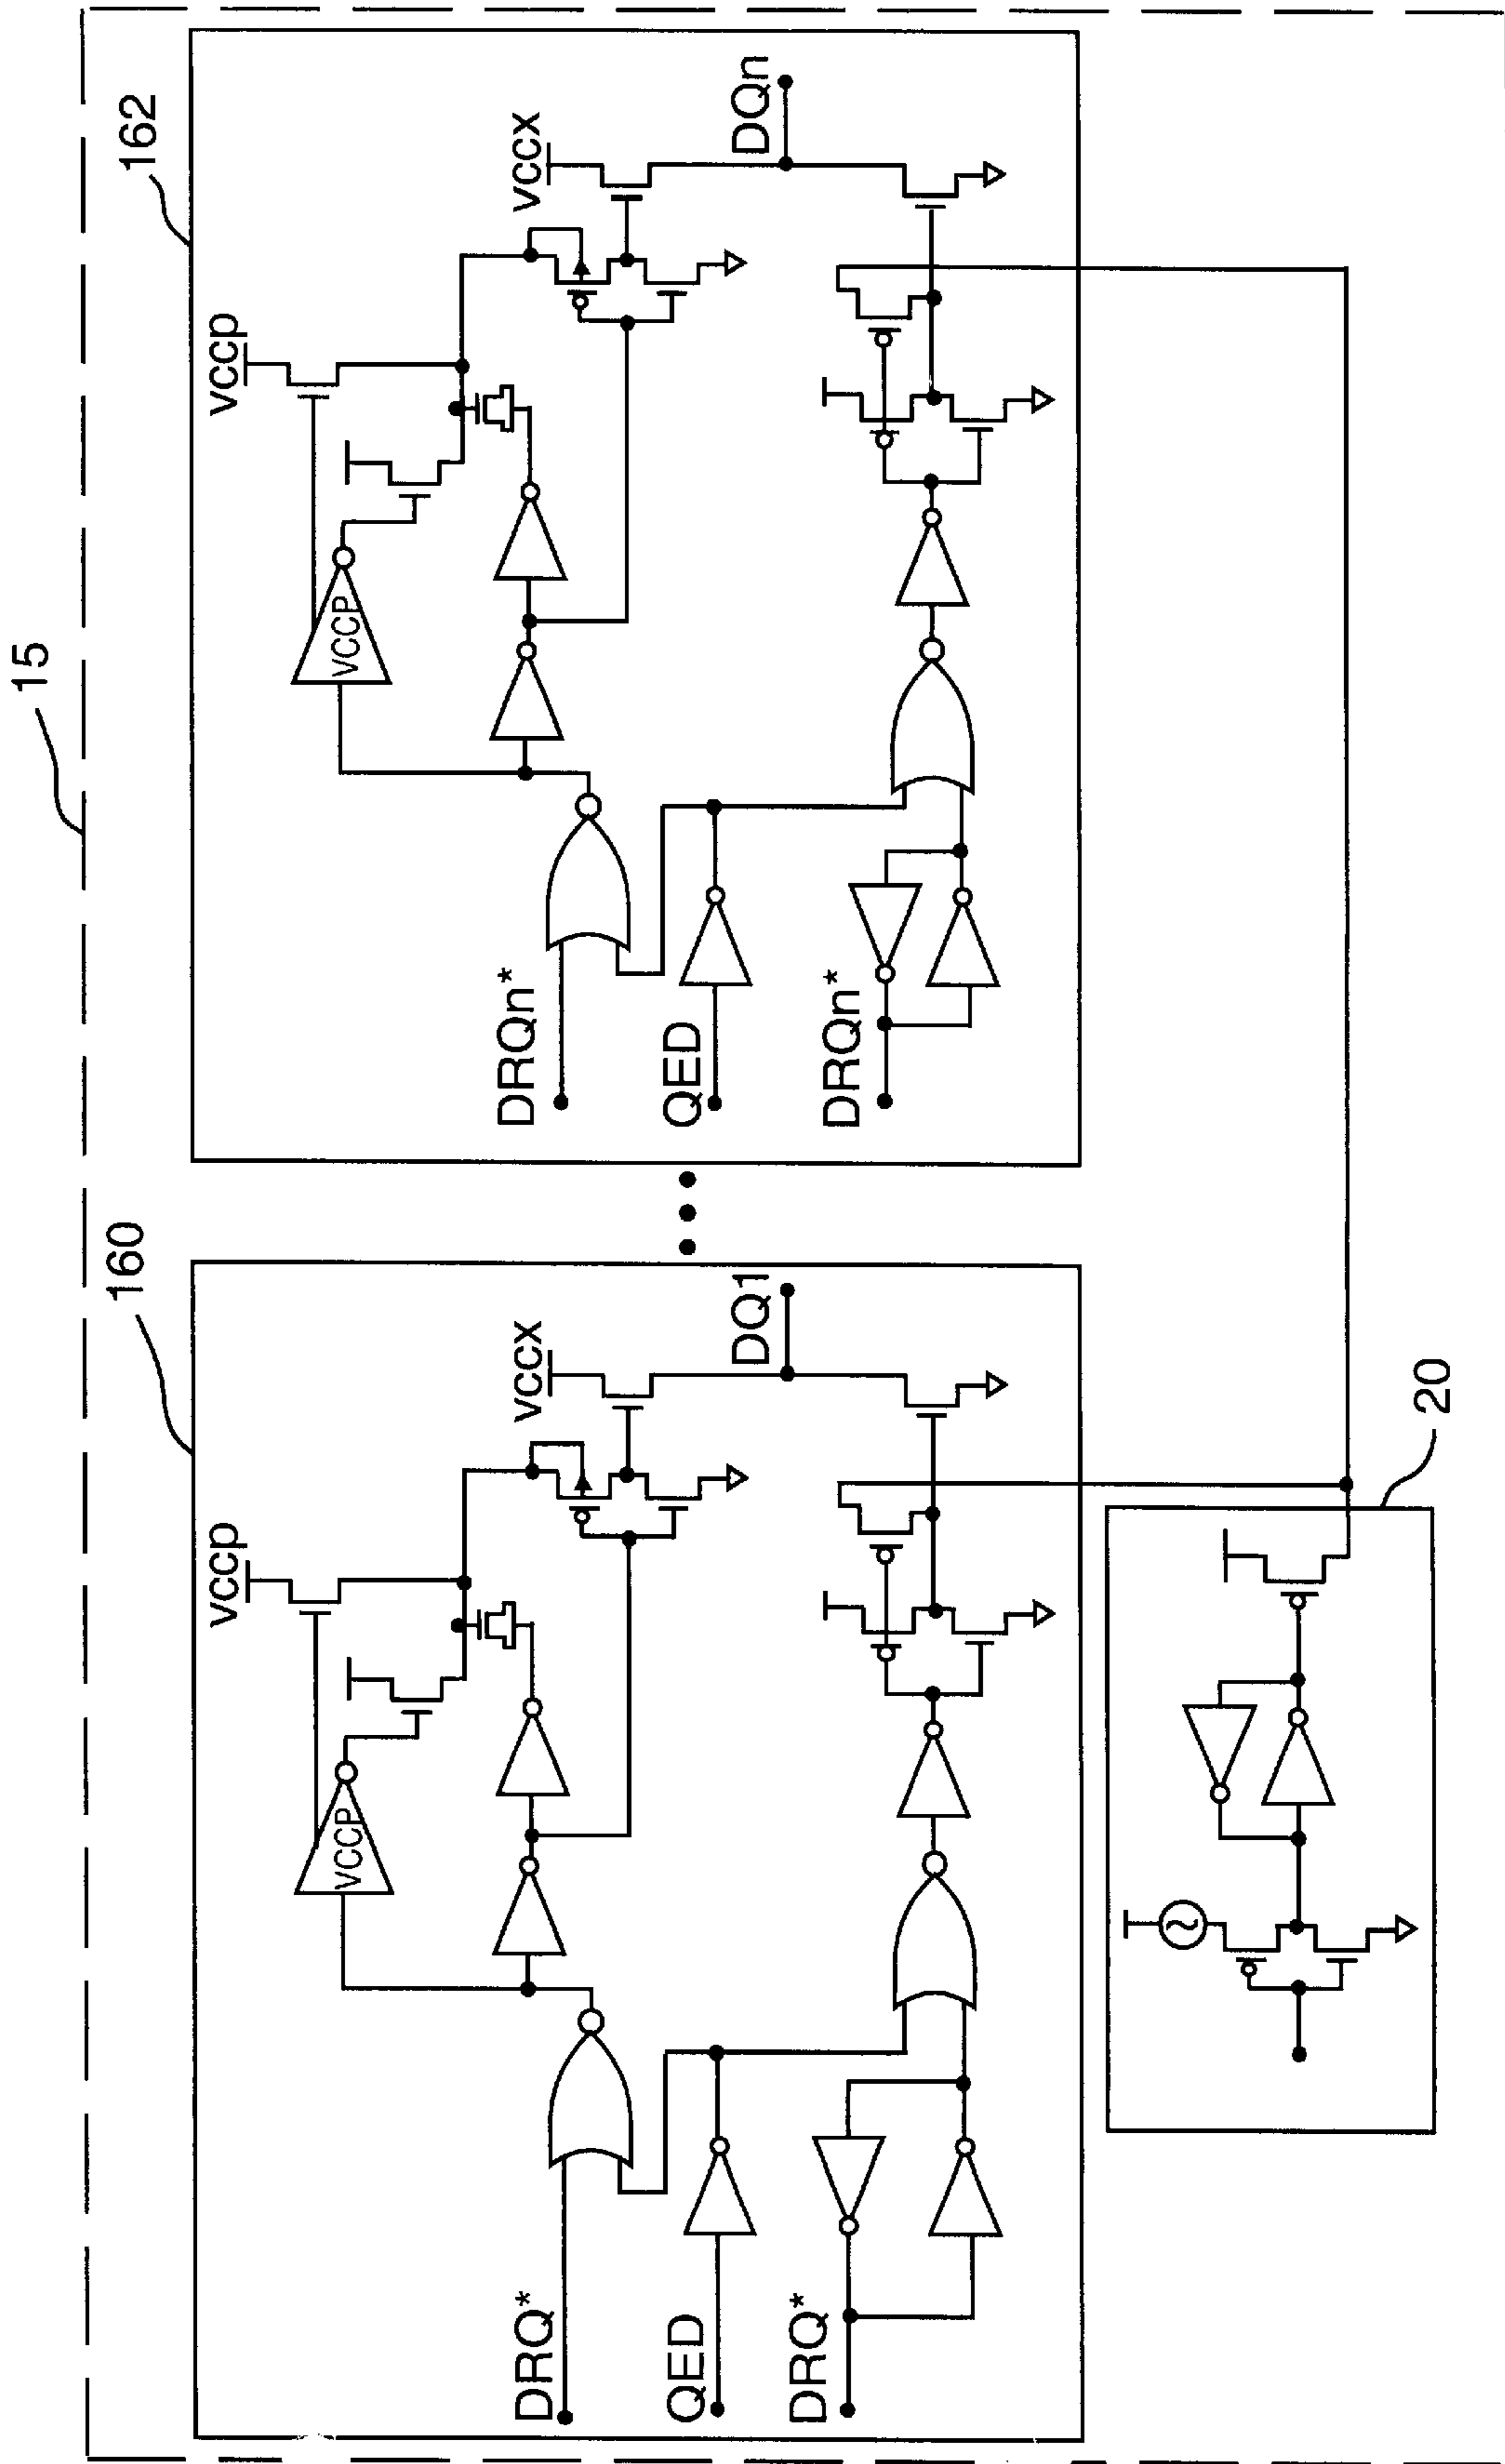 15
160
162
vccp
VCCP
vccx
DRQ*
QED
DRQ*
DQ1
vccp
VCCP
vccx
DRQn*
QED
DRQn*
DQn
20